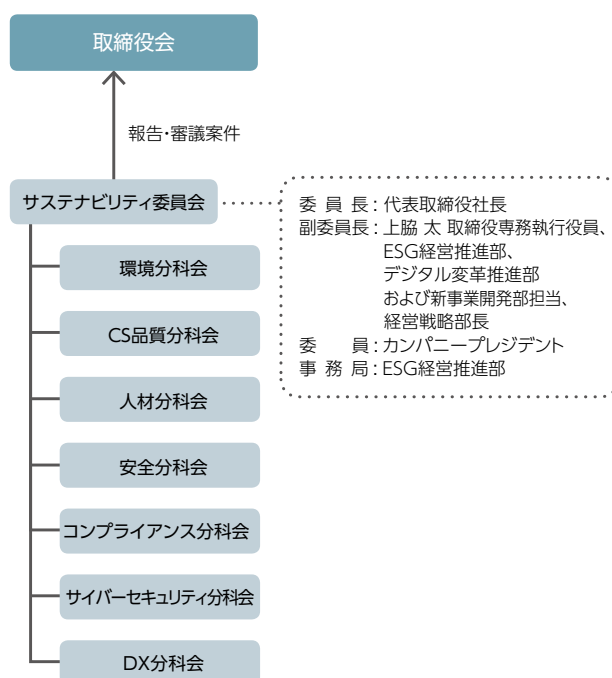 取締役会
報告・審議案件
サステナビリティ委員会
委 員 長 : 代表取締役社長
副委員長 : 上脇 太 取締役専務執行役員、
ESG経営推進部、
デジタル変革推進部
および新事業開発部担当、
経営戦略部長
委　　員 : カンパニープレジデント
事 務 局 : ESG経営推進部
環境分科会
CS品質分科会
人材分科会
安全分科会
コンプライアンス分科会
サイバーセキュリティ分科会
DX分科会